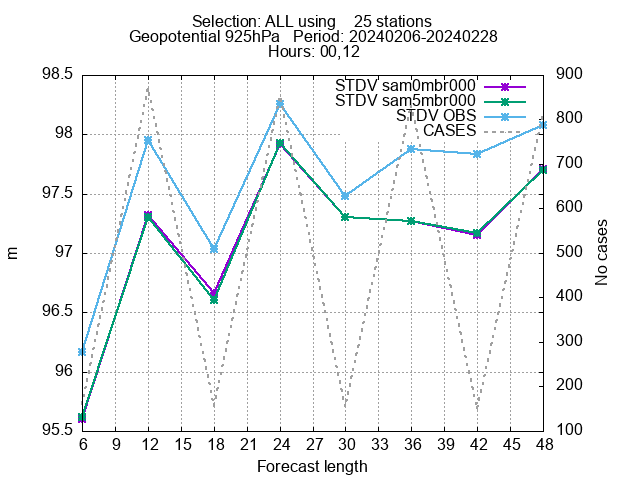 Selection: ALL using    25 stations
Geopotential 925hPa   Period: 20240206-20240228
Hours: 00,12
98.5
98
97.5
97
96.5
96
95.5
m
STDV sam0mbr000
STDV sam5mbr000
STDV OBS
CASES
900
800
700
600
500
400
300
200
100
No cases
6 9 12 15 18 21 24 27 30 33 36 39 42 45 48
Forecast length